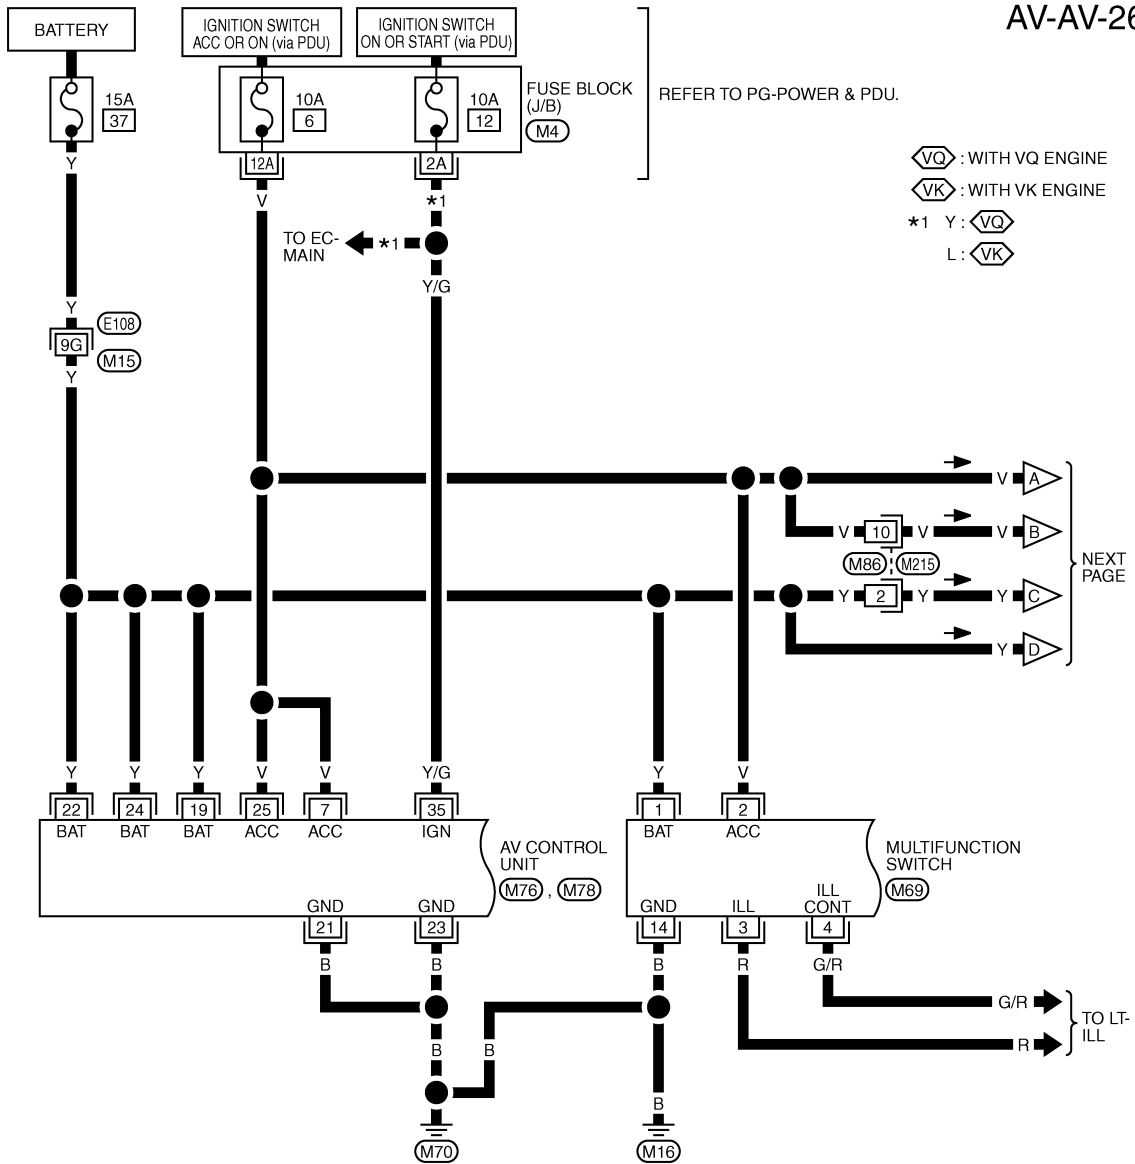 AV-AV-26
BATTERY
IGNITION SWITCH
ACC OR ON (via PDU)
IGNITION SWITCH
ON OR START (via PDU)
15A
37
10A
6
10A
12
FUSE BLOCK
(J/B)
M4
REFER TO PG-POWER & PDU.
12A
2A
VQ : WITH VQ ENGINE
VK : WITH VK ENGINE
*1 Y : VQ
L : VK
Y
V
*1
TO EC-
MAIN
*1
Y/G
Y
E108
9G
M15
Y
V
A
V
10
V
V
B
M86
M215
NEXT
PAGE
Y
2
Y
Y
C
Y
D
Y
Y
Y
V
V
Y/G
Y
V
22
24
19
25
7
35
1
2
BAT
BAT
BAT
ACC
ACC
IGN
BAT
ACC
AV CONTROL
UNIT
M76 , M78
MULTIFUNCTION
SWITCH
M69
GND
GND
GND
ILL
ILL
CONT
21
23
14
3
4
B
B
B
R
G/R
G/R
TO LT-
ILL
R
B
B
B
M70
M16